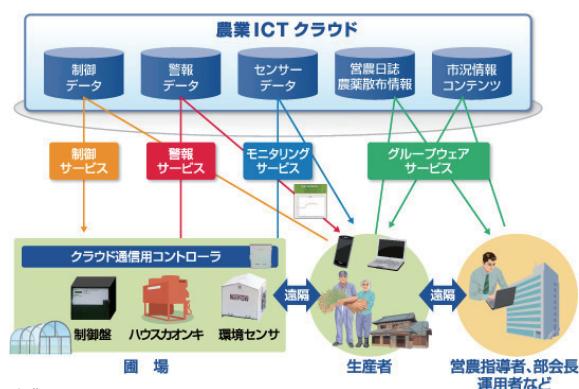 農業ICTクラウド
制御
データ
警報
データ
センサー
データ
営農日誌
農薬散布情報
市況情報
コンテンツ
制御
サービス
警報
サービス
モニタリング
サービス
グループウェア
サービス
クラウド通信用コントローラ
制御盤
ハウスカオンキ
環境センサ
遠隔
遠隔
圃場
生産者
営農指導者、部会長
運用者など